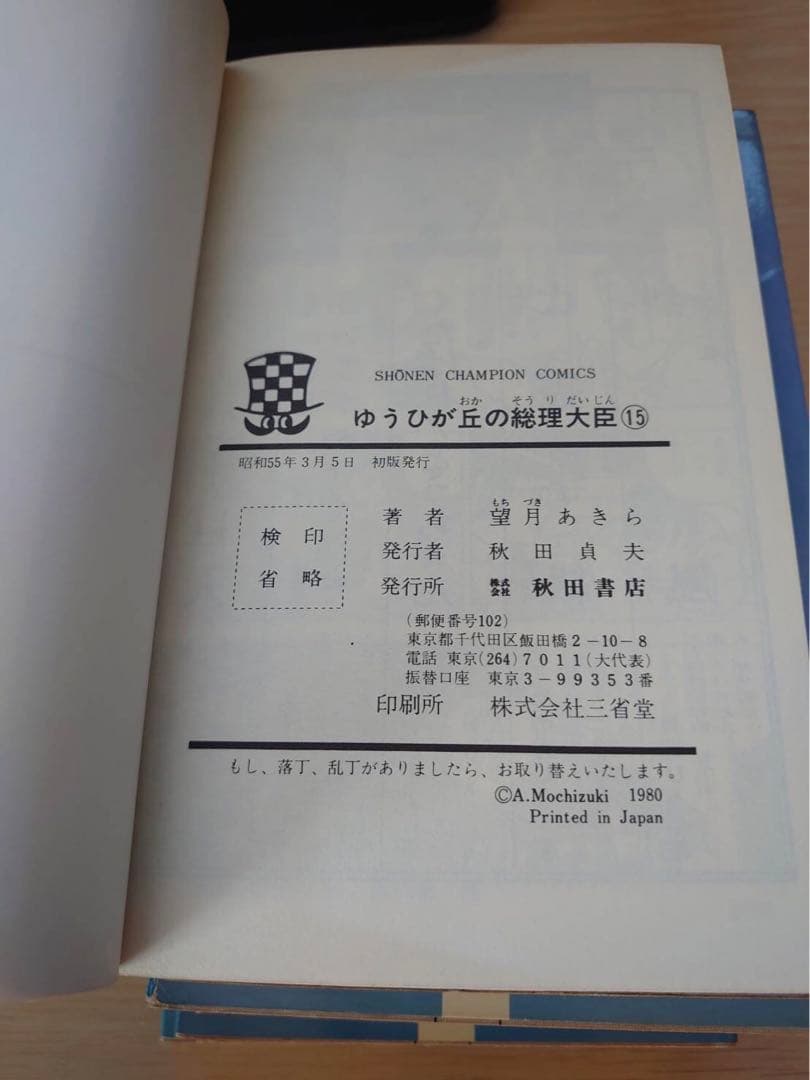 SHŌNEN CHAMPION COMICS
おか そうりだいじん
ゆうひが丘の総理大臣⑮
昭和55年3月5日 初版発行
検印
省略
もちづき
著者 望月あきら
発行者 秋田貞夫
発行所 株式会社 秋田書店
(郵便番号102)
東京都千代田区飯田橋2-10-8
電話 東京(264)7011(大代表)
振替口座 東京3-99353番
印刷所 株式会社三省堂
もし、落丁、乱丁がありましたら、お取り替えいたします。
©A.Mochizuki 1980
Printed in Japan